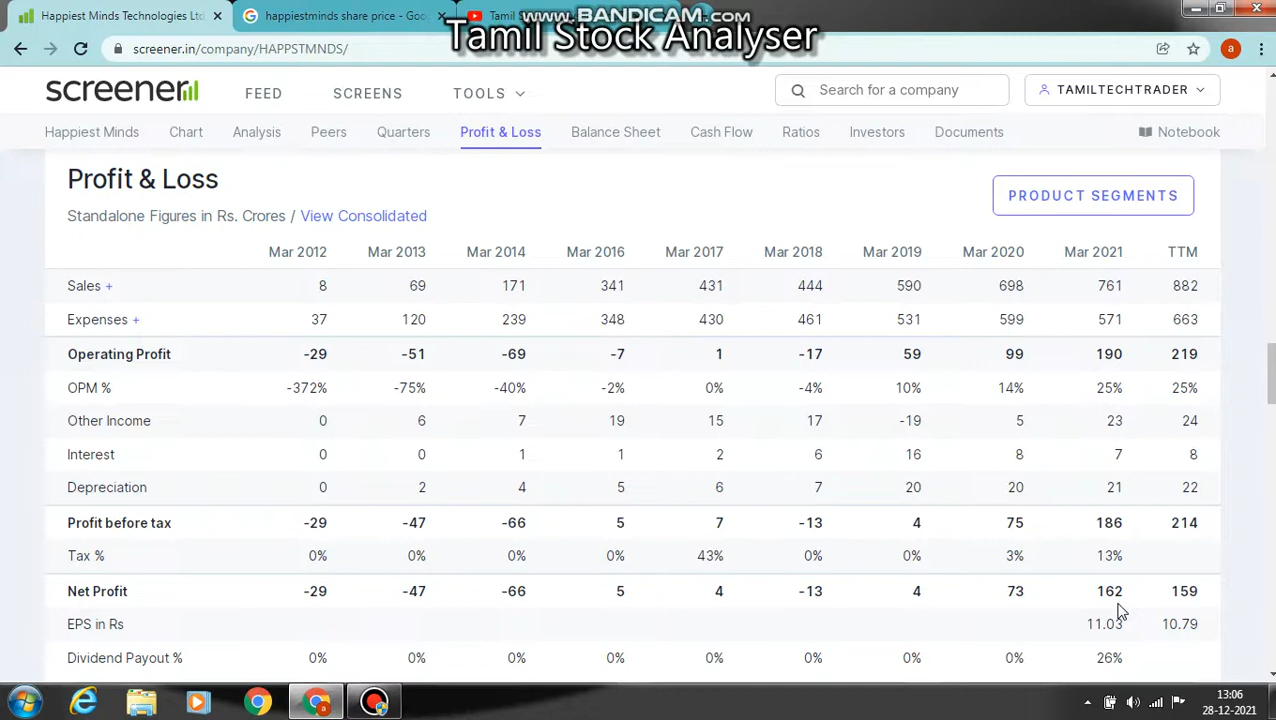 Happiest Minds Technologies Ltd
happiestminds share price - Goo
Tamil S
www.BANDICAM.com
Tamil Stock Analyser
screener.in/company/HAPPSTMNDS/
a
screener
FEED
SCREENS
TOOLS
Search for a company
TAMILTECHTRADER
Happiest Minds Chart Analysis Peers Quarters Profit & Loss Balance Sheet Cash Flow Ratios Investors Documents Notebook
Profit & Loss
PRODUCT SEGMENTS
Standalone Figures in Rs. Crores / View Consolidated
Mar 2012 Mar 2013 Mar 2014 Mar 2016 Mar 2017 Mar 2018 Mar 2019 Mar 2020 Mar 2021 TTM
Sales + 8 69 171 341 431 444 590 698 761 882
Expenses + 37 120 239 348 430 461 531 599 571 663
Operating Profit -29 -51 -69 -7 1 -17 59 99 190 219
OPM % -372% -75% -40% -2% 0% -4% 10% 14% 25% 25%
Other Income 0 6 7 19 15 17 -19 5 23 24
Interest 0 0 1 1 2 6 16 8 7 8
Depreciation 0 2 4 5 6 7 20 20 21 22
Profit before tax -29 -47 -66 5 7 -13 4 75 186 214
Tax % 0% 0% 0% 0% 43% 0% 0% 3% 13%
Net Profit -29 -47 -66 5 4 -13 4 73 162 159
EPS in Rs 11.03 10.79
Dividend Payout % 0% 0% 0% 0% 0% 0% 0% 0% 26%
13:06
28-12-2021